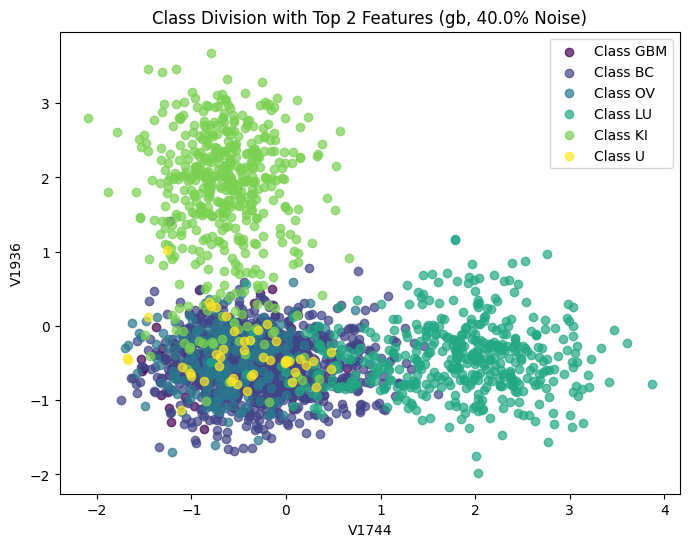 Class Division with Top 2 Features (gb, 40.0% Noise)
Class GBM
Class BC
Class OV
Class LU
Class KI
Class U
3
2
1
0
−1
−2
V1936
−2
−1
0
1
2
3
4
V1744